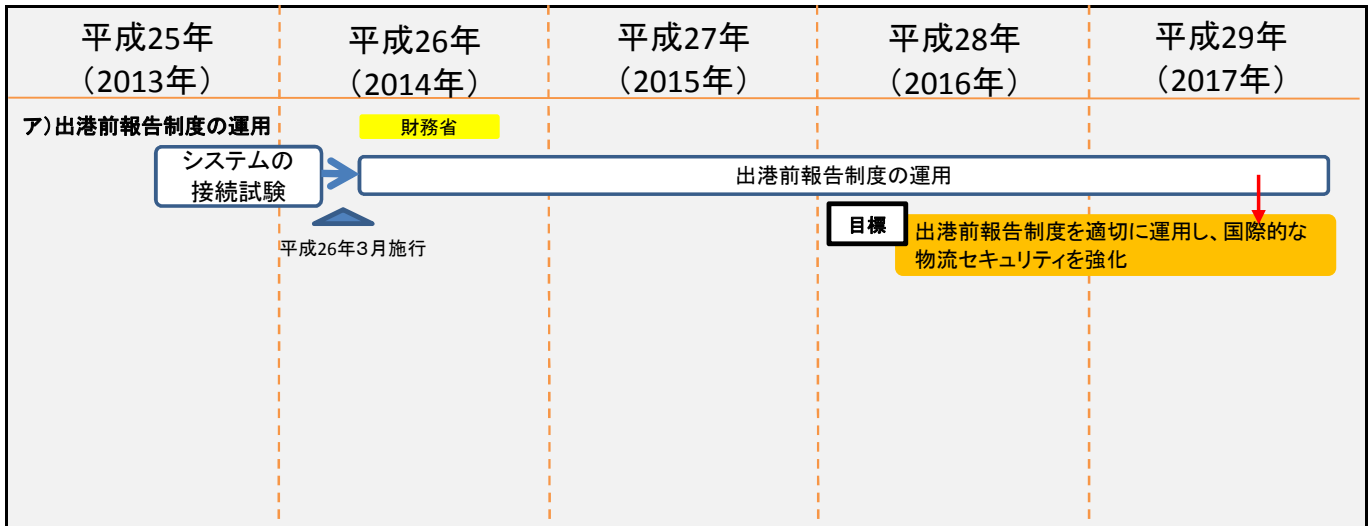 平成25年
(2013年)
平成26年
(2014年)
平成27年
(2015年)
平成28年
(2016年)
平成29年
(2017年)
ア)出港前報告制度の運用
財務省
システムの
接続試験
出港前報告制度の運用
平成26年3月施行
目標
出港前報告制度を適切に運用し、国際的な
物流セキュリティを強化